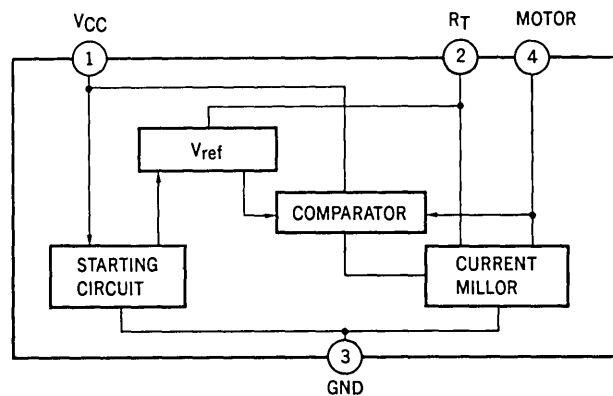 VCC
RT
MOTOR
1
2
4
Vref
COMPARATOR
STARTING
CIRCUIT
CURRENT
MILLOR
3
GND